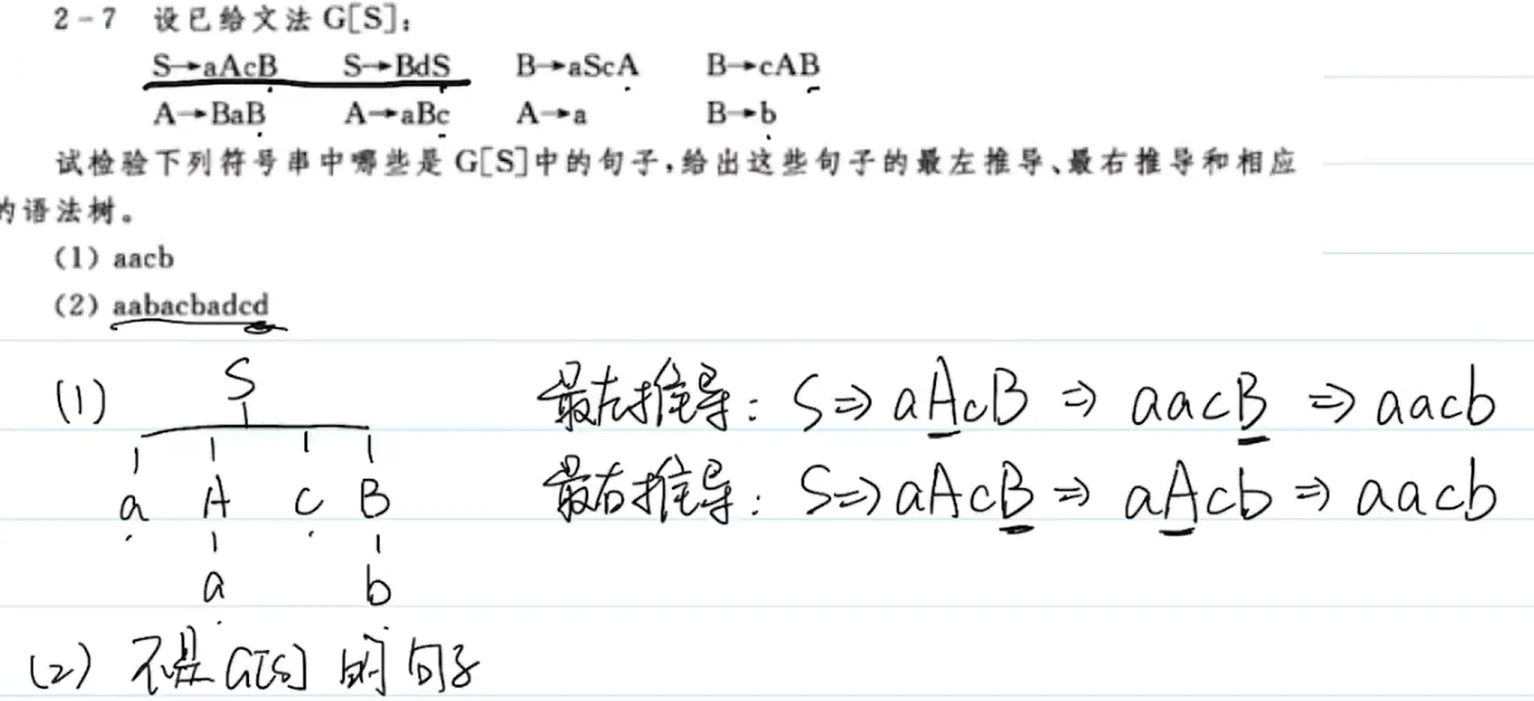 2-7 设已给文法 G[S]:
S→aAcB S→BdS B→aScA B→cAB
A→BaB A→aBc A→a B→b
试检验下列符号串中哪些是 G[S]中的句子,给出这些句子的最左推导、最右推导和相应
的语法树。
(1) aacb
(2) aabacbadcd
(1) S 最左推导: S⇒aAcB⇒aacB⇒aacb
a A c B 最右推导: S⇒aAcB⇒aAcb⇒aacb
a b
(2) 不是G[S]的句子